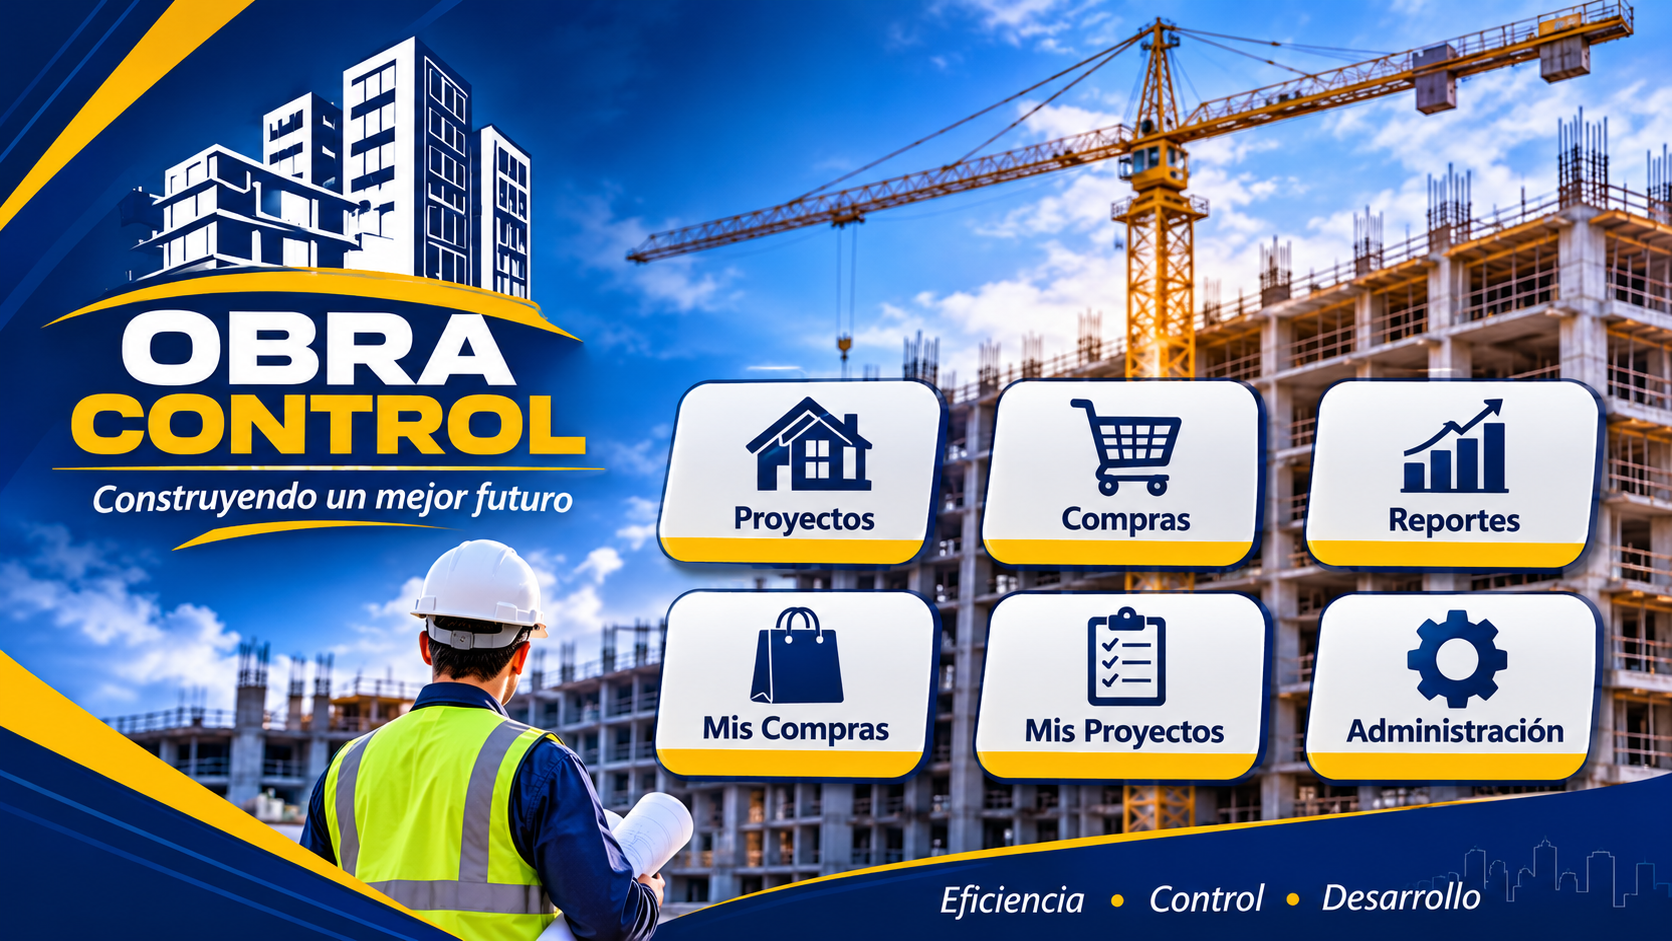 OBRA
CONTROL
Construyendo un mejor futuro
Proyectos
Compras
Reportes
Mis Compras
Mis Proyectos
Administración
Eficiencia • Control • Desarrollo